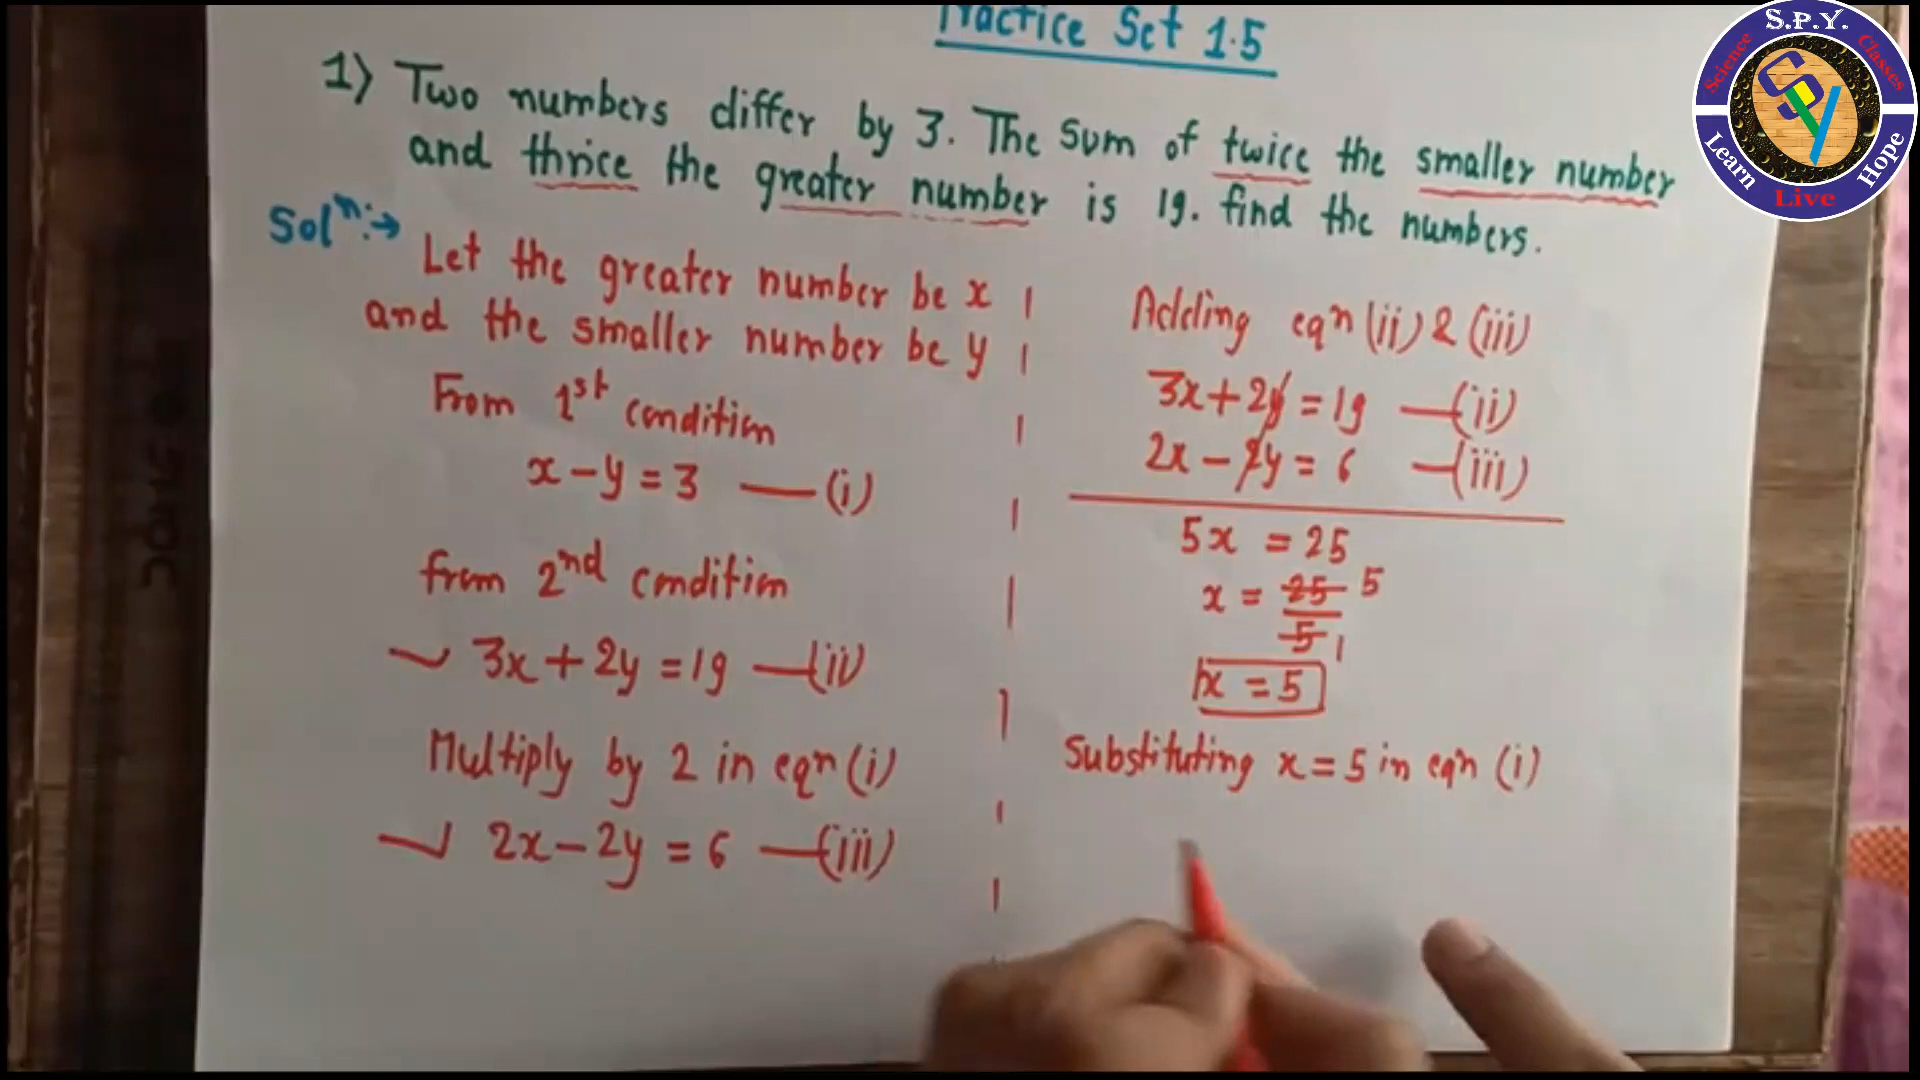 Practice Set 1.5
1) Two numbers differ by 3. The Sum of twice the smaller number
and thrice the greater number is 19. find the numbers.
Solⁿ:→
Let the greater number be x
and the smaller number be y
From 1st condition
x - y = 3 —(i)
from 2nd condition
3x + 2y = 19 —(ii)
Multiply by 2 in eqn (i)
2x - 2y = 6 —(iii)
Adding eqn (ii) & (iii)
3x + 2y = 19 —(ii)
2x - 2y = 6 —(iii)
5x = 25
x = 25/5 5 1
x = 5
Substituting x = 5 in eqn (i)
S.P.Y.
Science Classes
SPY
Learn Hope
Live